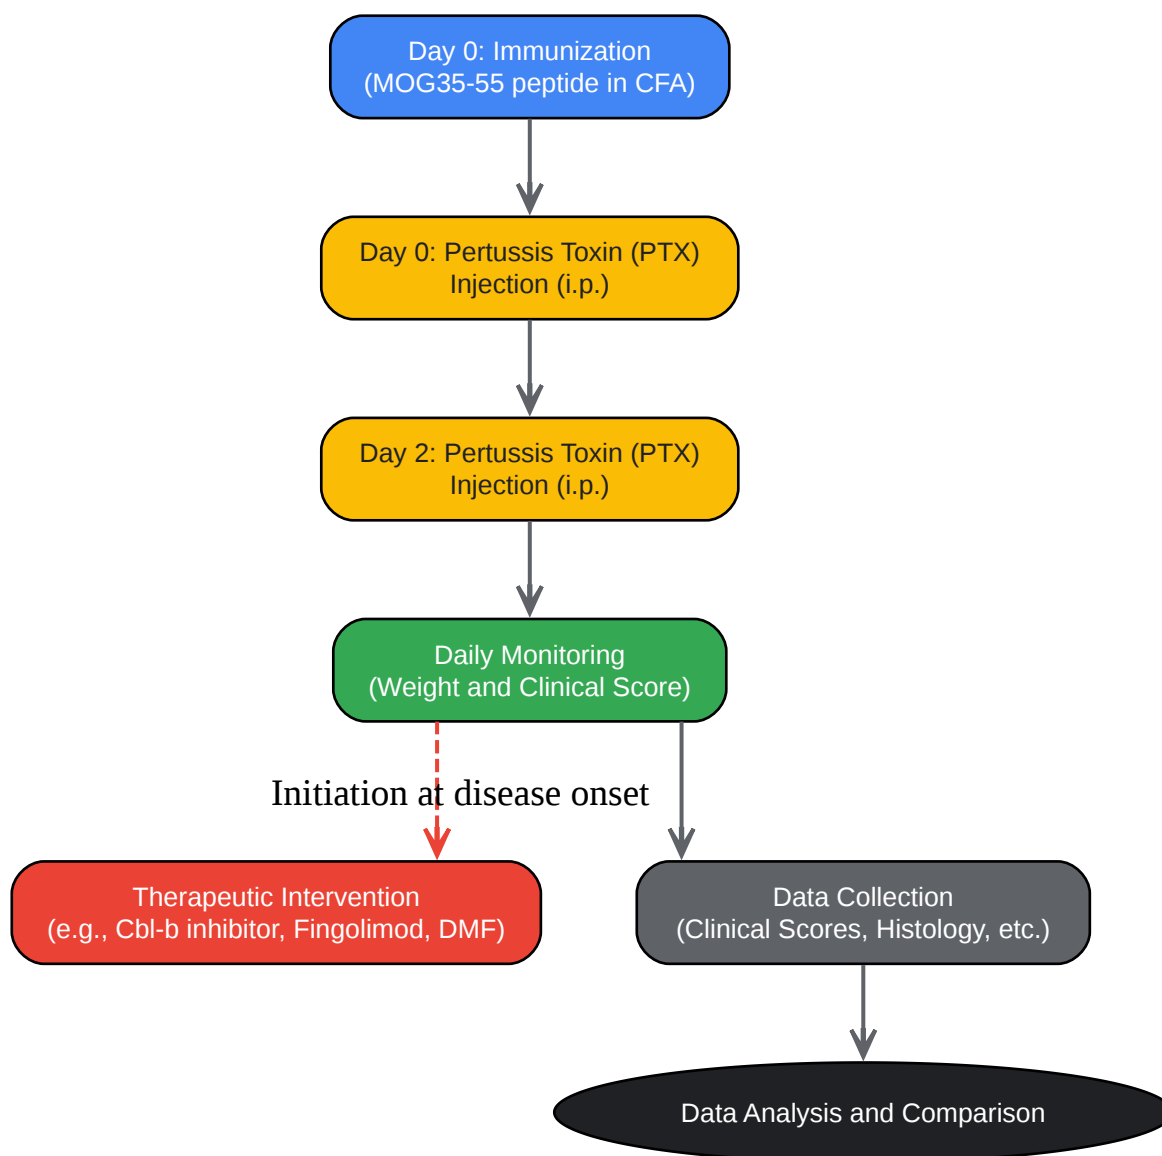 Day 0: Immunization
(MOG35-55 peptide in CFA)
Day 0: Pertussis Toxin (PTX)
Injection (i.p.)
Day 2: Pertussis Toxin (PTX)
Injection (i.p.)
Daily Monitoring
(Weight and Clinical Score)
Initiation at disease onset
Therapeutic Intervention
(e.g., Cbl-b inhibitor, Fingolimod, DMF)
Data Collection
(Clinical Scores, Histology, etc.)
Data Analysis and Comparison